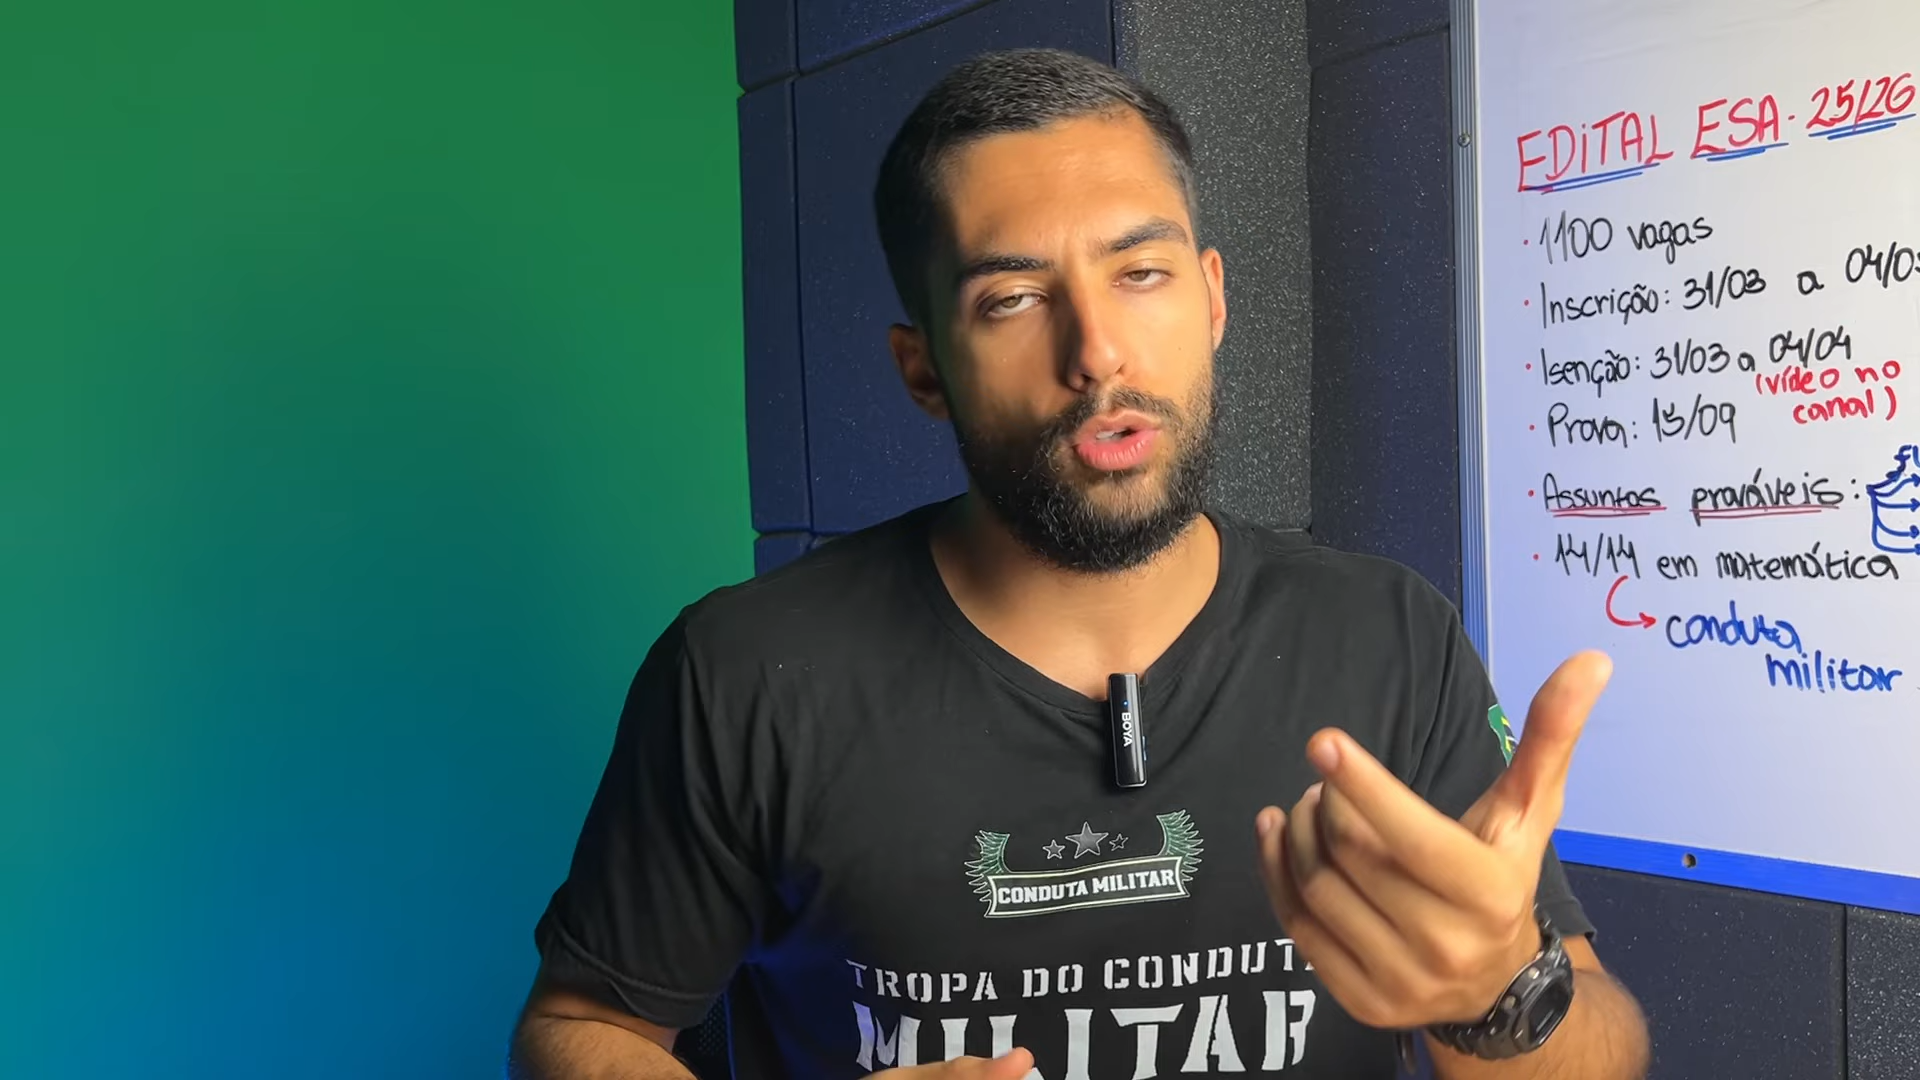 EDITAL ESA. 25/26
· 1100 vagas
· Inscrição: 31/03 a 04/0
· Isenção: 31/03 a 04/04
(vídeo no
canal)
· Prova: 15/09
· Assuntos prováveis:
· 14/14 em matemática
conduta
militar
BOYA
CONDUTA MILITAR
TROPA DO CONDUTA
MILITAR